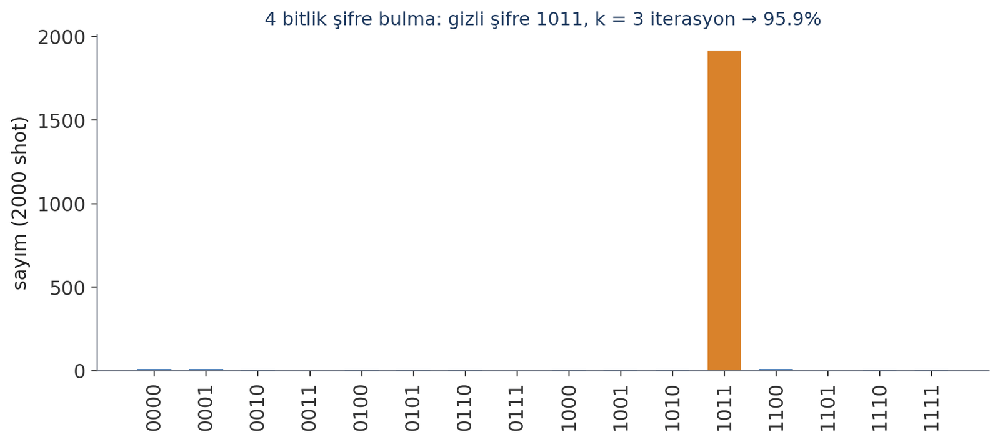 4 bitlik şifre bulma: gizli şifre 1011, k = 3 iterasyon → 95.9%
sayım (2000 shot)
2000
1500
1000
500
0
0000 0001 0010 0011 0100 0101 0110 0111 1000 1001 1010 1011 1100 1101 1110 1111